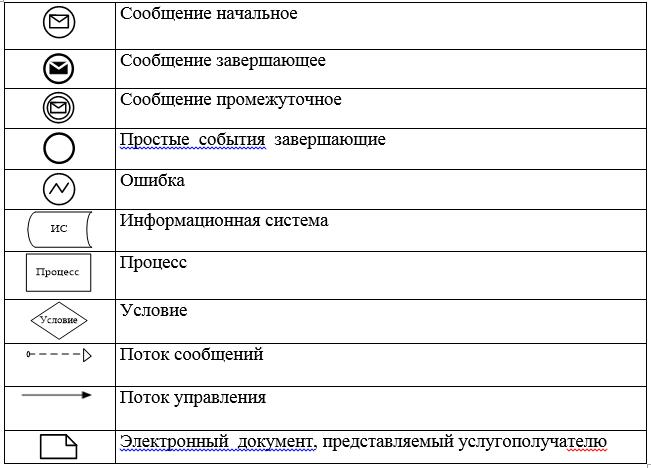 Сообщение начальное
Сообщение завершающее
Сообщение промежуточное
Простые события завершающие
Ошибка
ИС Информационная система
Процесс Процесс
Условие Условие
Поток сообщений
Поток управления
Электронный документ, представляемый услугополучателю